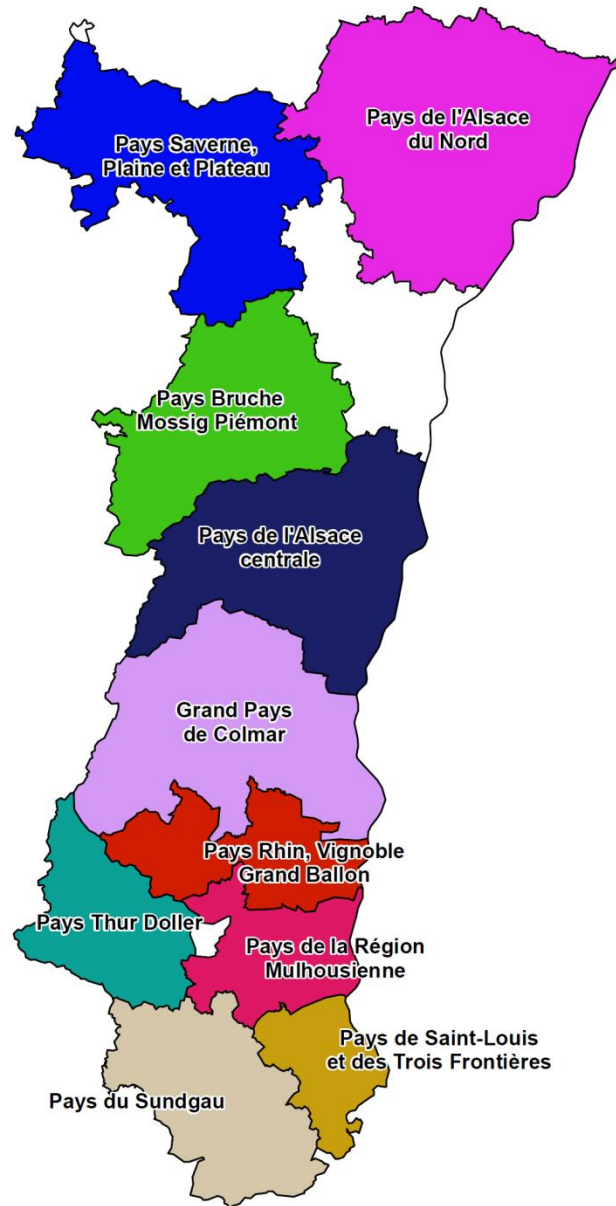 Pays de l'Alsace
du Nord
Pays Saverne,
Plaine et Plateau
Pays Bruche
Mossig Piémont
Pays de l'Alsace
centrale
Grand Pays
de Colmar
Pays Rhin, Vignoble
Grand Ballon
Pays Thur Doller
Pays de la Région
Mulhousienne
Pays de Saint-Louis
et des Trois Frontières
Pays du Sundgau